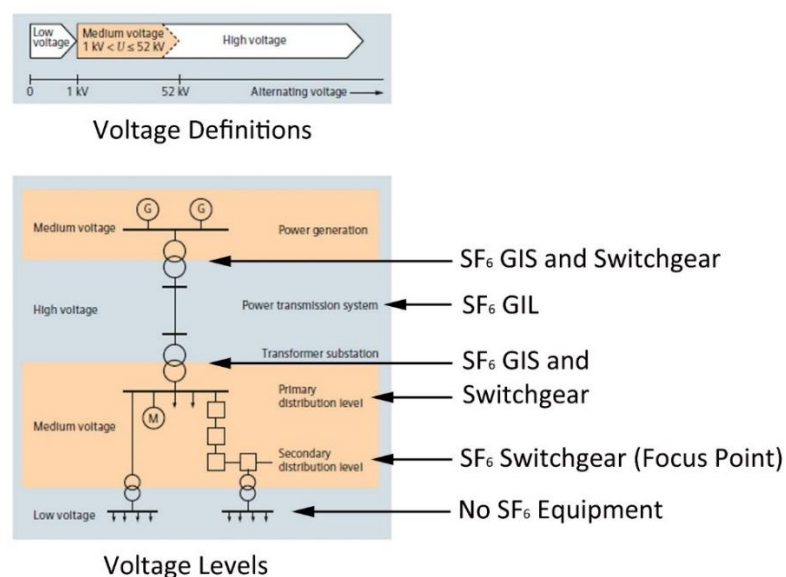 Low
voltage
Medium voltage
1 kV < U ≤ 52 kV
High voltage
0
1 kV
52 kV
Alternating voltage
Voltage Definitions
Medium voltage
G
G
Power generation
SF₆ GIS and Switchgear
High voltage
Power transmission system
SF₆ GIL
Transformer substation
SF₆ GIS and
Switchgear
Primary
distribution level
M
Medium voltage
Secondary
distribution level
SF₆ Switchgear (Focus Point)
Low voltage
No SF₆ Equipment
Voltage Levels